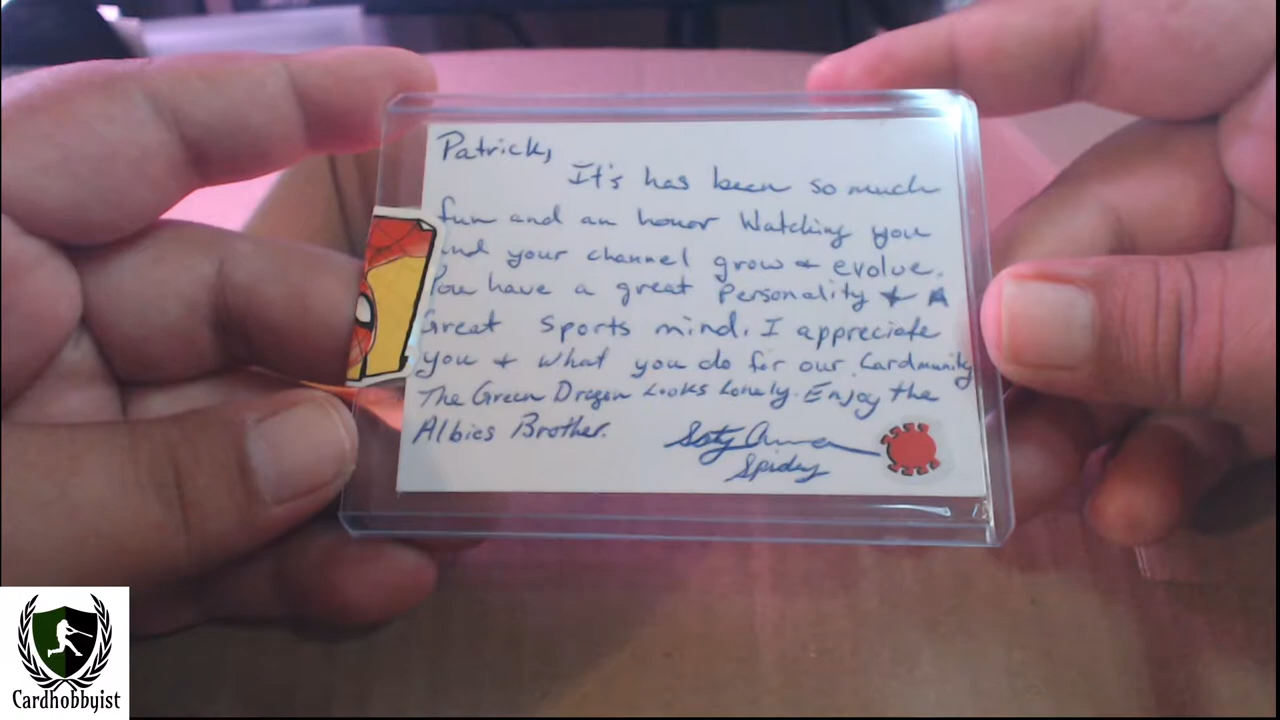 Patrick,
It's has been so much
fun and an honor Watching you
and your channel grow & evolve.
You have a great Personality & A
Great Sports mind. I appreciate
you & what you do for our Cardmunity
The Green Dragon Looks Lonely. Enjoy the
Albies Brother.
Spidey
Cardhobbyist